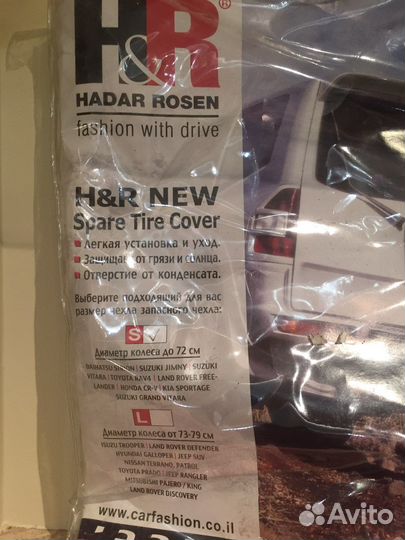 H&R®
HADAR ROSEN
fashion with drive
H&R NEW
Spare Tire Cover
Легкая установка и уход.
Защищает от грязи и солнца.
Отверстие от конденсата.
Выберите подходящий для вас
размер чехла запасного чехла:
S
Диаметр колеса до 72 см
DAIHATSU SIRION | SUZUKI JIMNY | SUZUKI
VITARA | TOYOTA RAV4 | LAND ROVER FREE-
LANDER | HONDA CR-V | KIA SPORTAGE
SUZUKI GRAND VITARA
L
Диаметр колеса от 73-79 см
ISUZU TROOPER | LAND ROVER DEFENDER
HYUNDAI GALLOPER | JEEP SUV
NISSAN TERRANO, PATROL
TOYOTA PRADO | JEEP RANGLER
MITSUBISHI PAJERO / KING
LAND ROVER DISCOVERY
www.carfashion.co.il
Avito